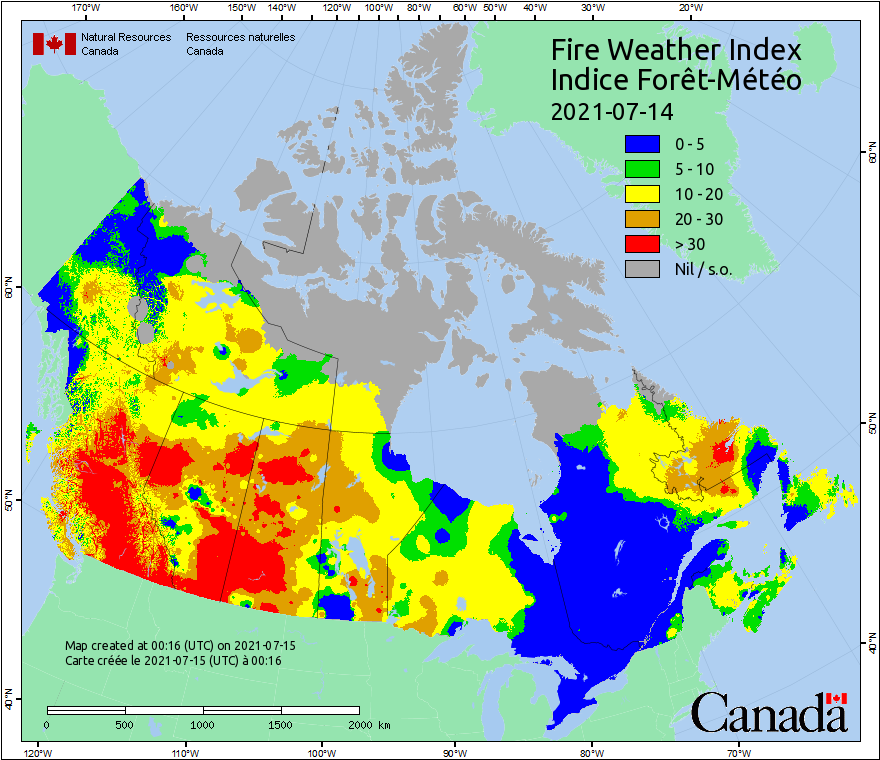 170°W 160°W 150°W 140°W 130°W 120°W 110°W 100°W 90°W 80°W 70°W 60°W 50°W 40°W 30°W 20°W
Natural Resources Canada
Ressources naturelles Canada
Fire Weather Index
Indice Forêt-Météo
2021-07-14
0 - 5
5 - 10
10 - 20
20 - 30
> 30
Nil / s.o.
60°N
60°N
50°N
50°N
40°N
40°N
Map created at 00:16 (UTC) on 2021-07-15
Carte créée le 2021-07-15 (UTC) à 00:16
0 500 1000 1500 2000 km
Canada
120°W 110°W 100°W 90°W 80°W 70°W